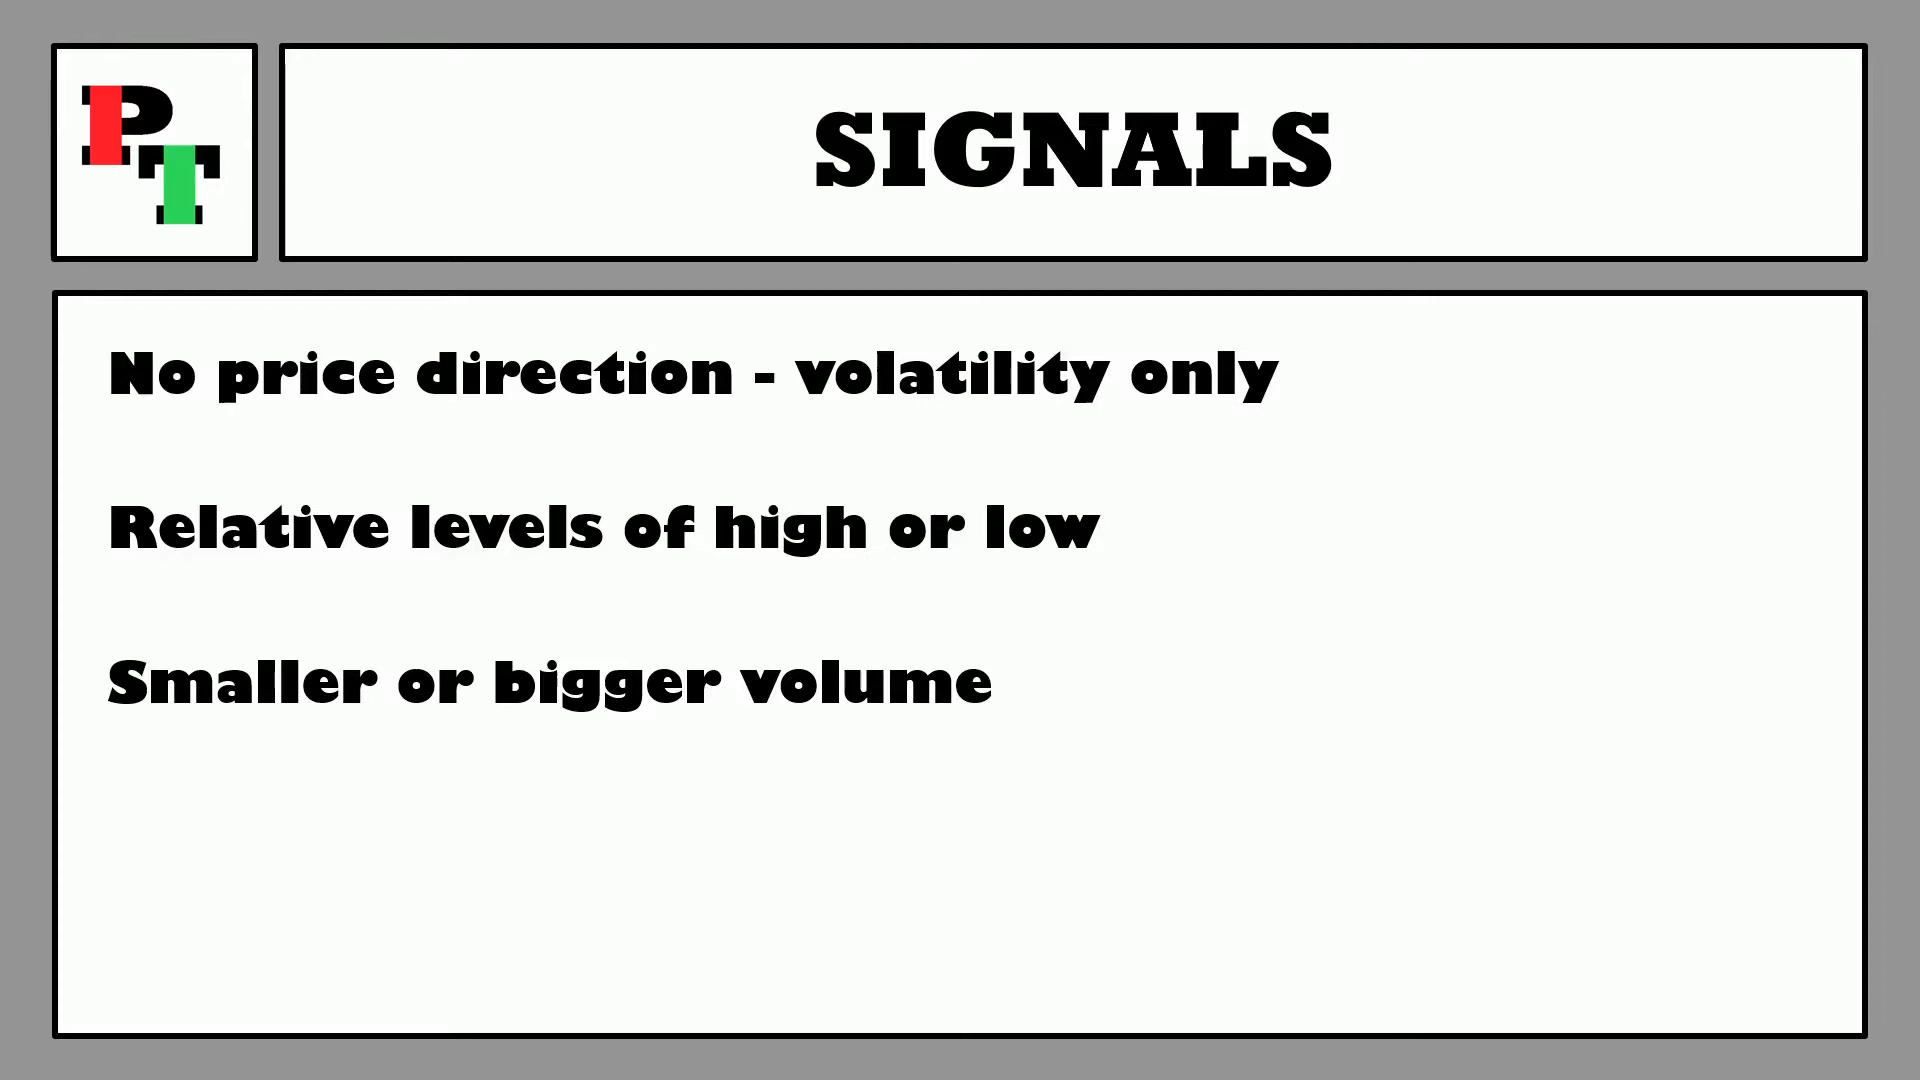 PT
SIGNALS
No price direction - volatility only
Relative levels of high or low
Smaller or bigger volume